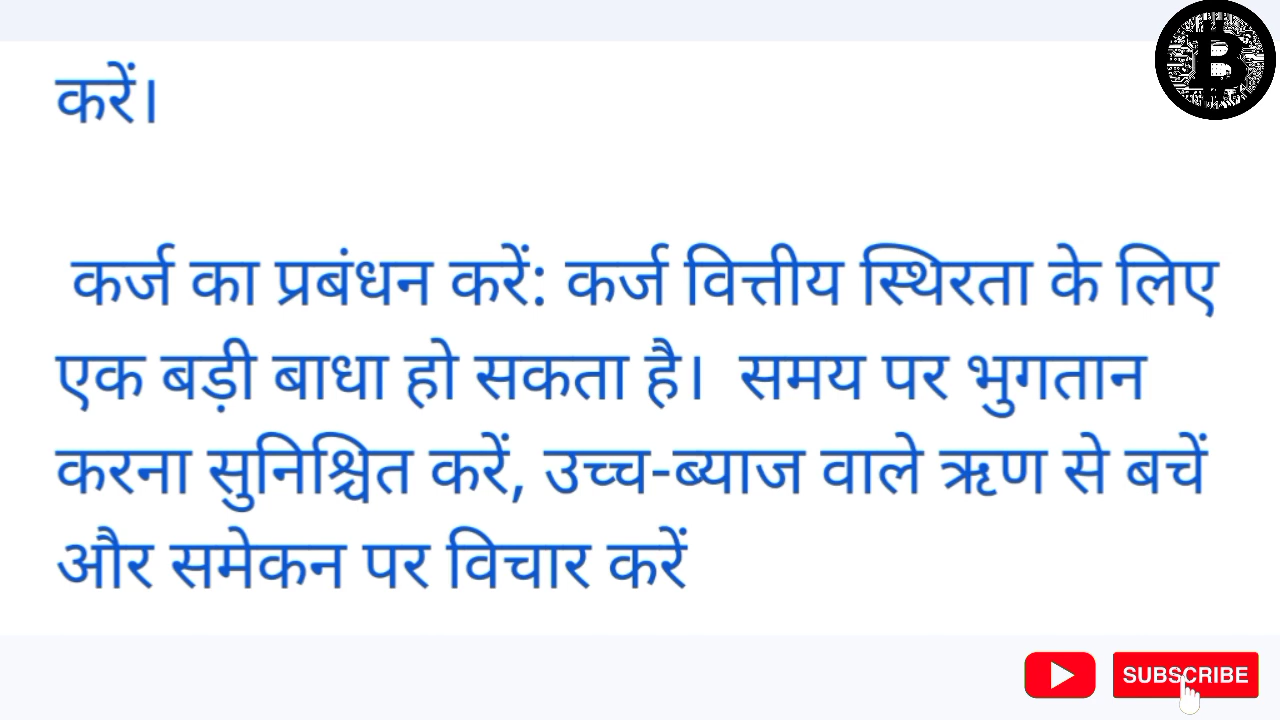 करें।
कर्ज का प्रबंधन करें: कर्ज वित्तीय स्थिरता के लिए
एक बड़ी बाधा हो सकता है। समय पर भुगतान
करना सुनिश्चित करें, उच्च-ब्याज वाले ऋण से बचें
और समेकन पर विचार करें
SUBSCRIBE